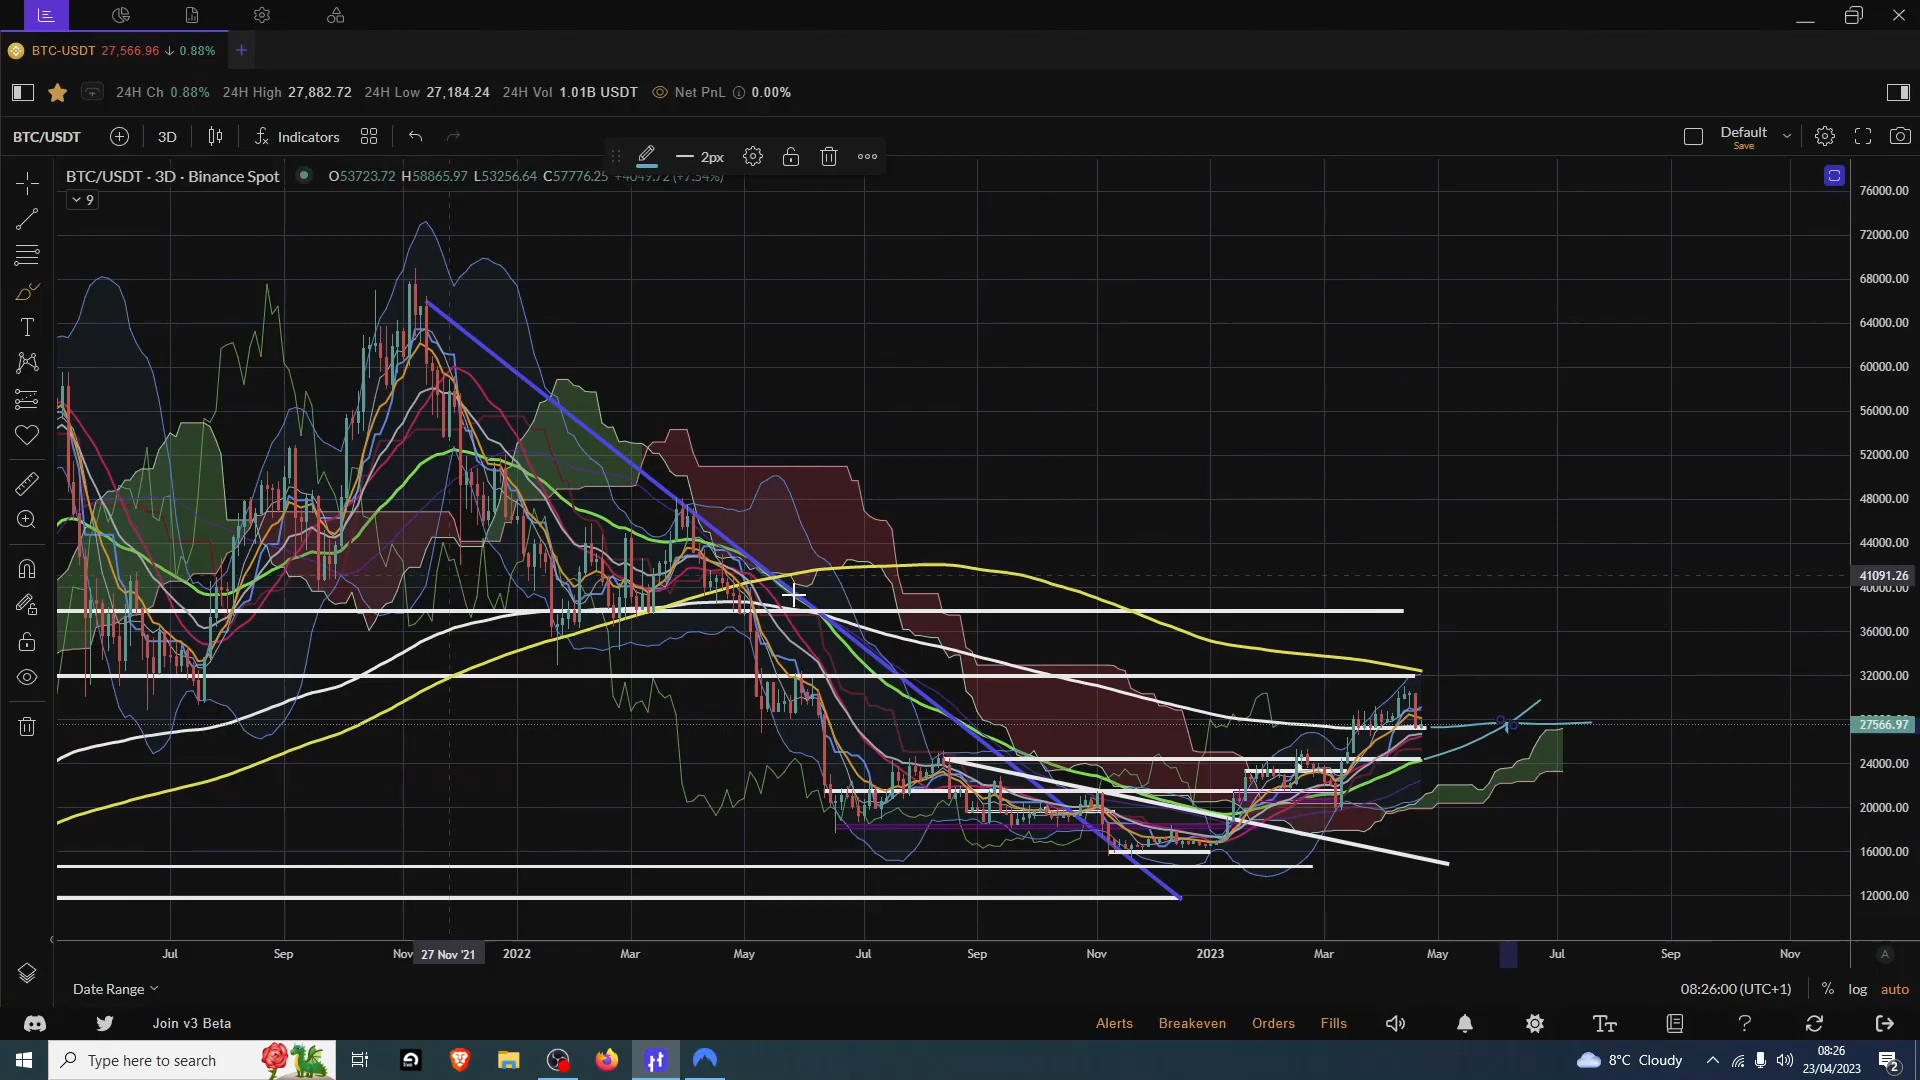 BTC-USDT 27,566.96 ↓ 0.88% +
24H Ch 0.88% 24H High 27,882.72 24H Low 27,184.24 24H Vol 1.01B USDT Net PnL 0.00%
BTC/USDT 3D Indicators Default
Save
2px
BTC/USDT · 3D · Binance Spot O53723.72 H58865.97 L53256.64 C57776.25
9
76000.00
72000.00
68000.00
64000.00
60000.00
56000.00
52000.00
48000.00
44000.00
41091.26
40000.00
36000.00
32000.00
27566.97
24000.00
20000.00
16000.00
12000.00
Jul Sep Nov 27 Nov '21 2022 Mar May Jul Sep Nov 2023 Mar May Jul Sep Nov A
Date Range 08:26:00 (UTC+1) % log auto
Join v3 Beta Alerts Breakeven Orders Fills
Type here to search 8°C Cloudy 08:26
23/04/2023 2